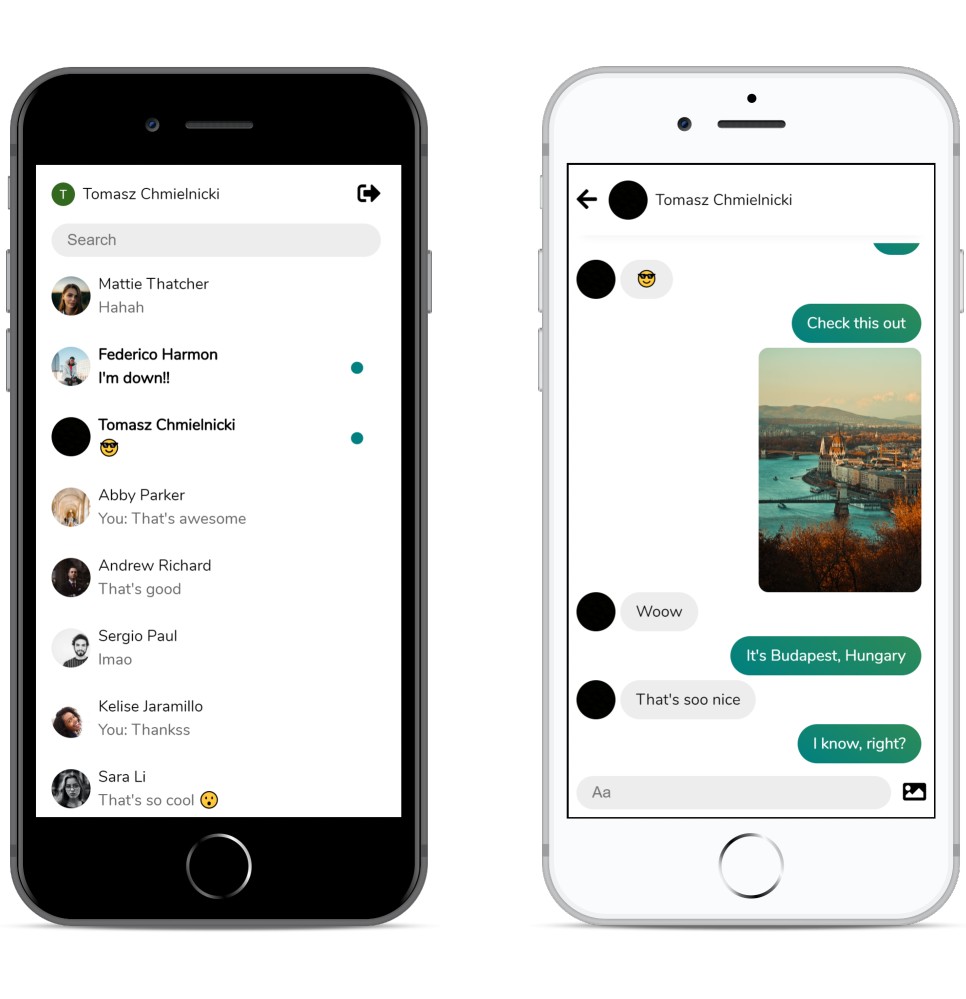 T
Tomasz Chmielnicki
Search
Mattie Thatcher
Hahah
Federico Harmon
I'm down!!
Tomasz Chmielnicki
😎
Abby Parker
You: That's awesome
Andrew Richard
That's good
Sergio Paul
lmao
Kelise Jaramillo
You: Thankss
Sara Li
That's so cool 😮
Tomasz Chmielnicki
😎
Check this out
Woow
It's Budapest, Hungary
That's soo nice
I know, right?
Aa